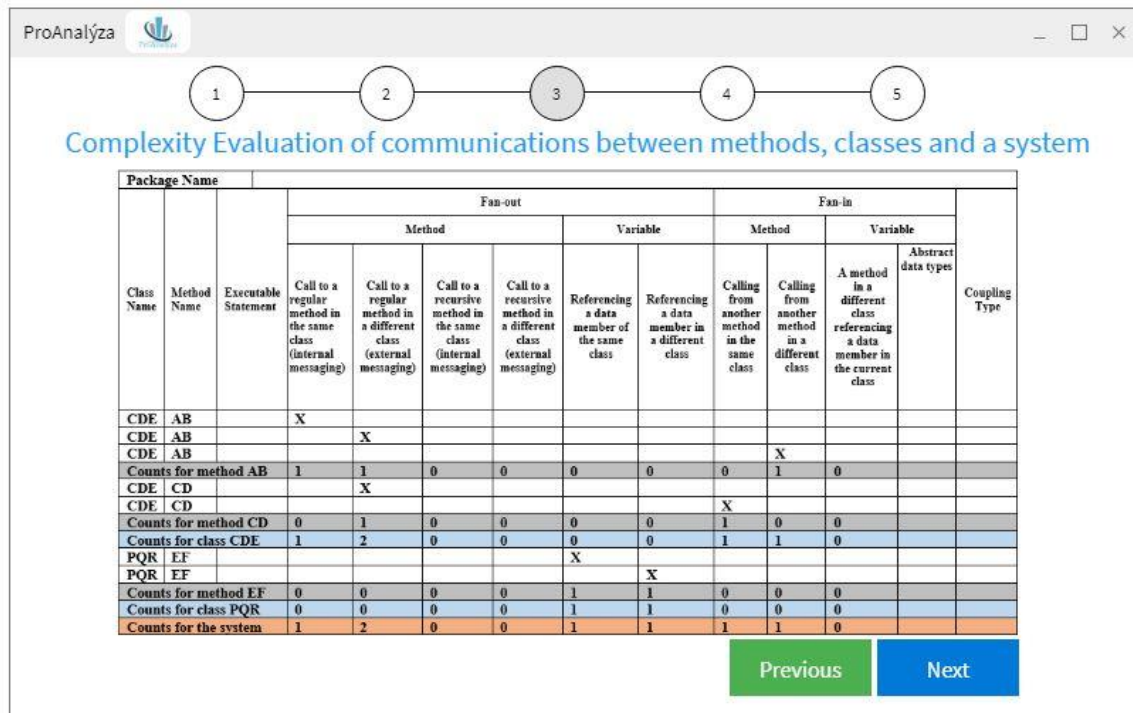 ProAnalýza
1 2 3 4 5
Complexity Evaluation of communications between methods, classes and a system
Package Name
Fan-out Fan-in
Method Variable Method Variable
Class Name
Method Name
Executable Statement
Call to a regular method in the same class (internal messaging)
Call to a regular method in a different class (external messaging)
Call to a recursive method in the same class (internal messaging)
Call to a recursive method in a different class (external messaging)
Referencing a data member of the same class
Referencing a data member in a different class
Calling from another method in the same class
Calling from another method in a different class
A method in a different class referencing a data member in the current class
Abstract data types
Coupling Type
CDE AB X
CDE AB X
CDE AB X
Counts for method AB 1 1 0 0 0 0 0 1 0
CDE CD X
CDE CD X
Counts for method CD 0 1 0 0 0 0 1 0 0
Counts for class CDE 1 2 0 0 0 0 1 1 0
PQR EF X
PQR EF X
Counts for method EF 0 0 0 0 1 1 0 0 0
Counts for class PQR 0 0 0 0 1 1 0 0 0
Counts for the system 1 2 0 0 1 1 1 1 0
Previous Next